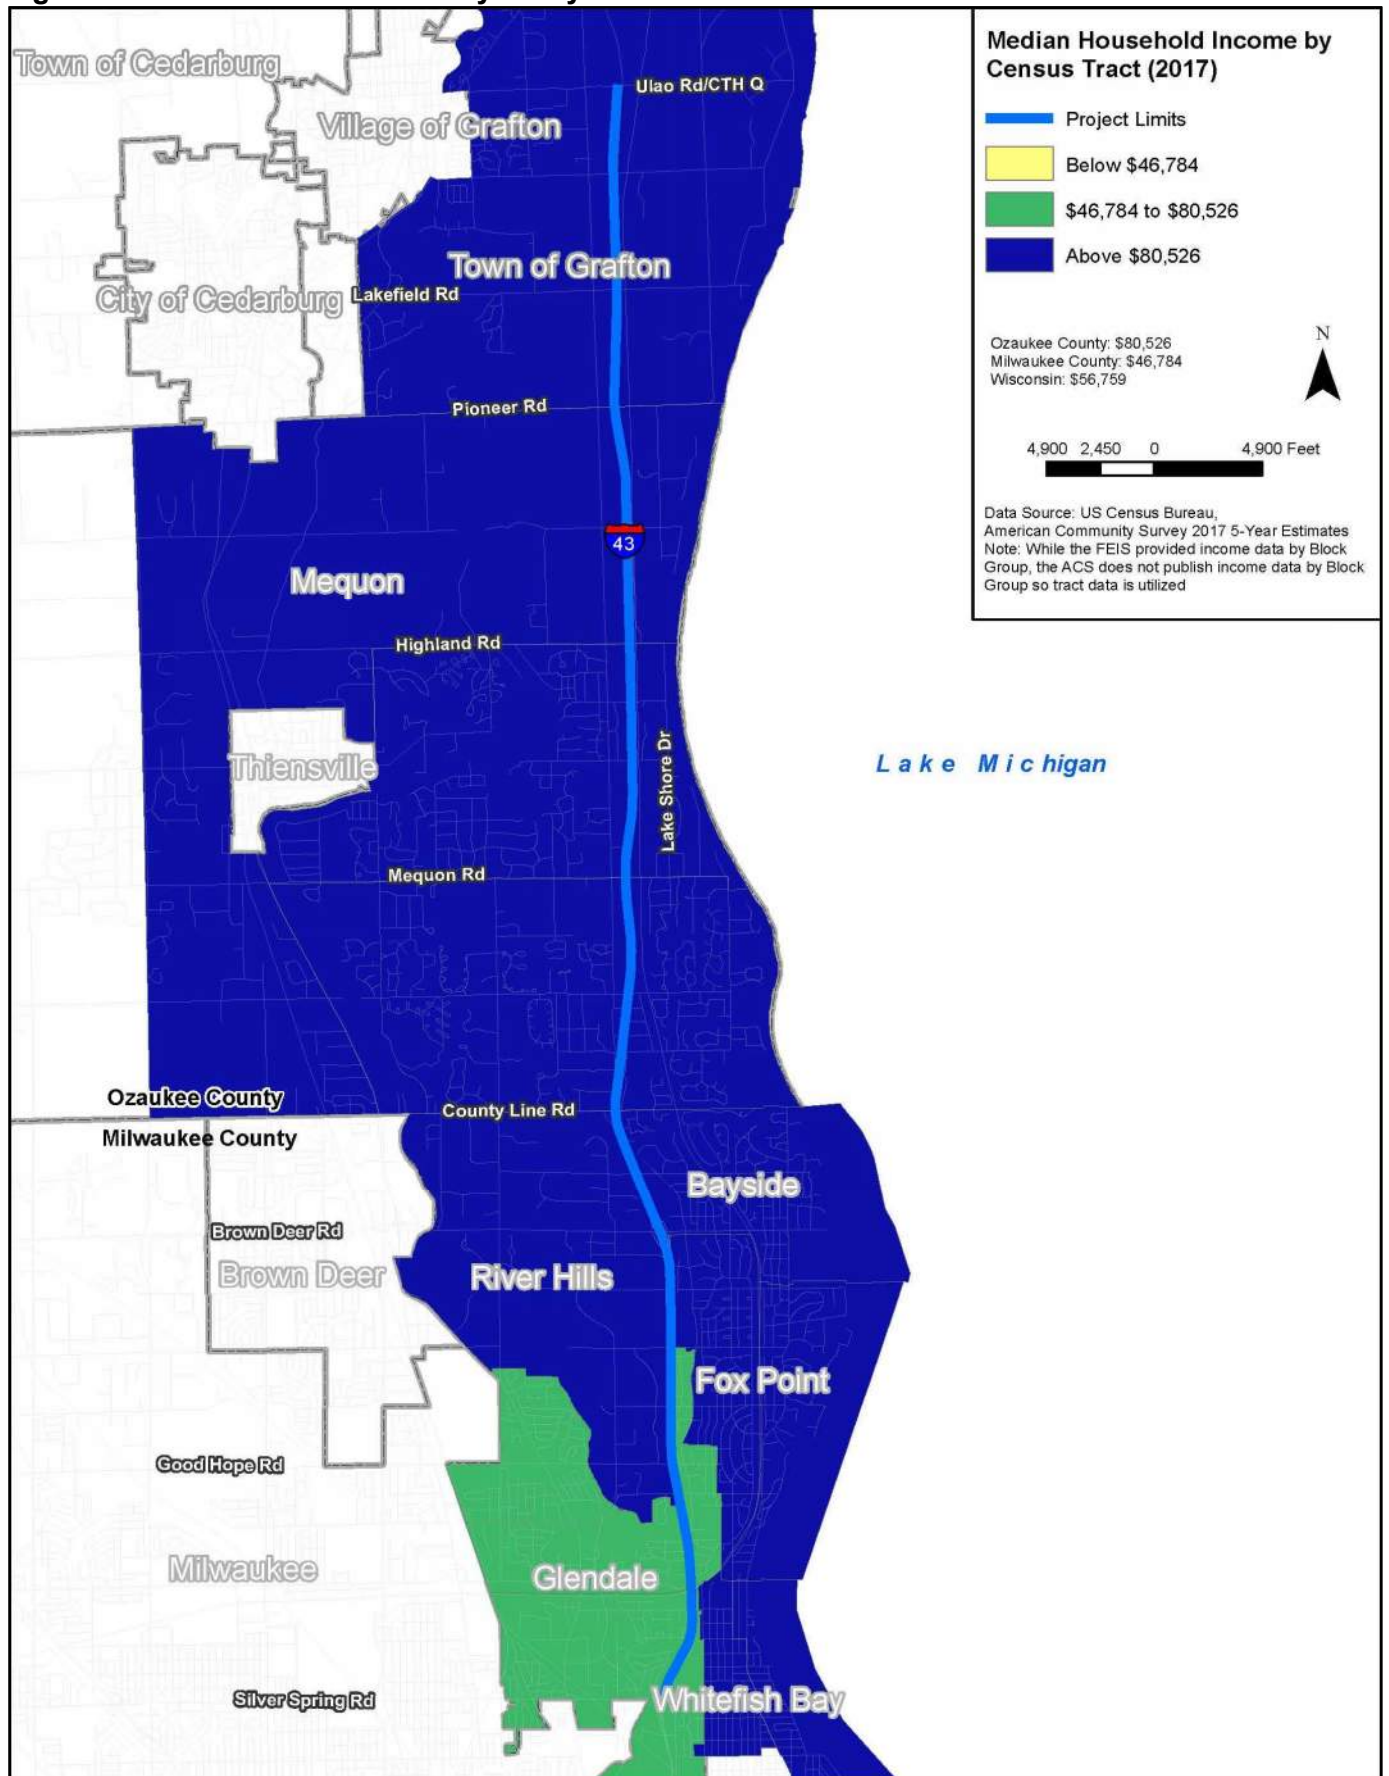 Town of Cedarburg
Village of Grafton
Ulao Rd/CTH Q
Town of Grafton
City of Cedarburg
Lakefield Rd
Pioneer Rd
43
Mequon
Highland Rd
Thiensville
Lake Shore Dr
Lake Michigan
Mequon Rd
Ozaukee County
County Line Rd
Milwaukee County
Bayside
Brown Deer Rd
Brown Deer
River Hills
Fox Point
Good Hope Rd
Milwaukee
Glendale
Silver Spring Rd
Whitefish Bay
Median Household Income by
Census Tract (2017)
Project Limits
Below $46,784
$46,784 to $80,526
Above $80,526
Ozaukee County: $80,526
Milwaukee County: $46,784
Wisconsin: $56,759
N
4,900 2,450 0 4,900 Feet
Data Source: US Census Bureau,
American Community Survey 2017 5-Year Estimates
Note: While the FEIS provided income data by Block
Group, the ACS does not publish income data by Block
Group so tract data is utilized